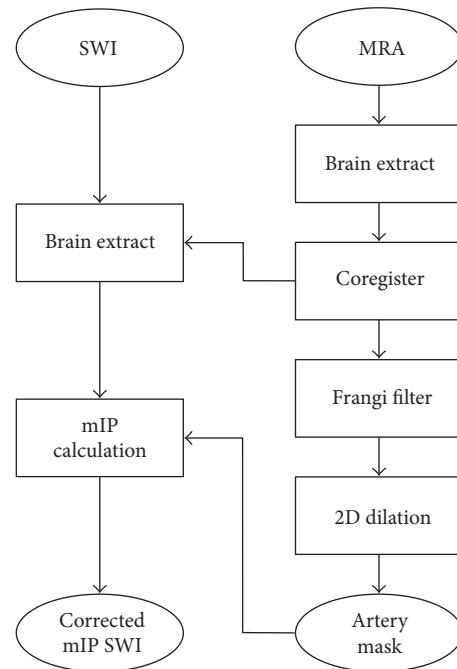 SWI
MRA
Brain extract
Brain extract
Coregister
Frangi filter
mIP
calculation
2D dilation
Corrected
mIP SWI
Artery
mask